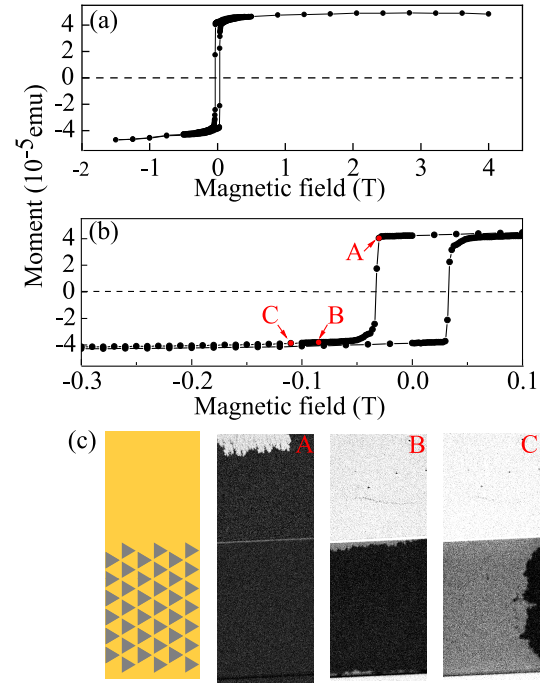 (a)
4
2
0
-2
-4
-2
-1
0
1
2
3
4
Magnetic field (T)
Moment (10⁻⁵emu)
(b)
4
2
0
-2
-4
A
C
B
-0.3
-0.2
-0.1
0.0
0.1
Magnetic field (T)
(c)
A
B
C